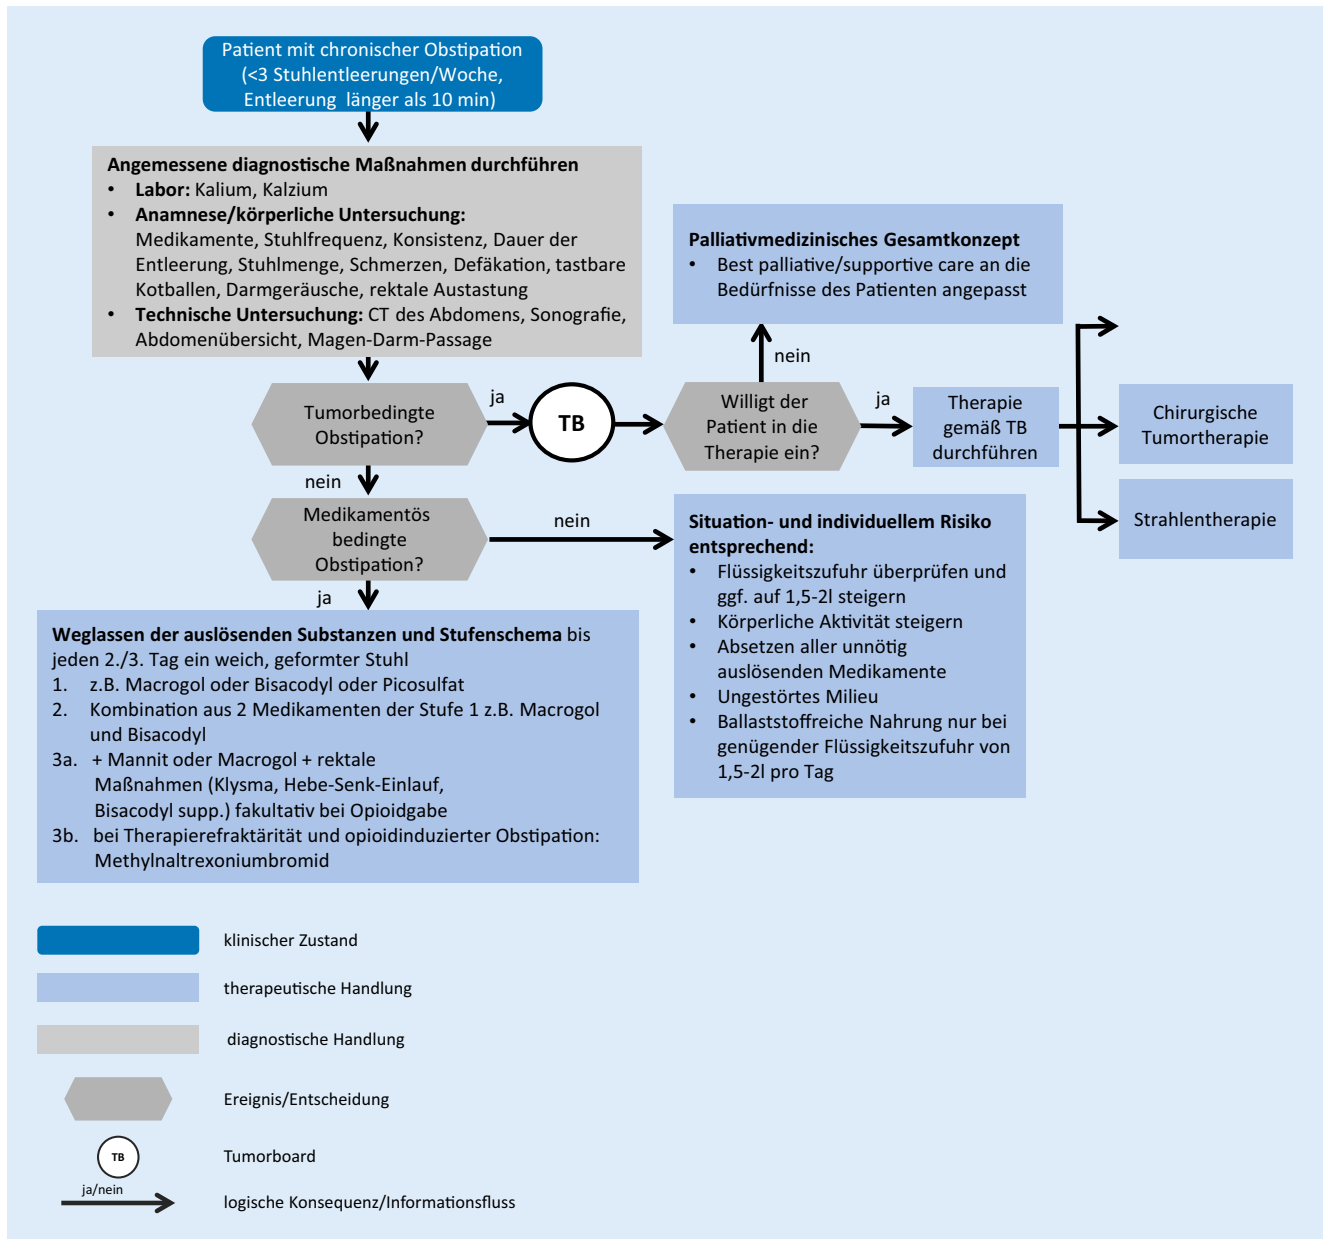 Patient mit chronischer Obstipation
(<3 Stuhlentleerungen/Woche,
Entleerung länger als 10 min)
Angemessene diagnostische Maßnahmen durchführen
• Labor: Kalium, Kalzium
• Anamnese/körperliche Untersuchung:
Medikamente, Stuhlfrequenz, Konsistenz, Dauer der
Entleerung, Stuhlmenge, Schmerzen, Defäkation, tastbare
Kotballen, Darmgeräusche, rektale Austastung
• Technische Untersuchung: CT des Abdomens, Sonografie,
Abdomenübersicht, Magen-Darm-Passage
Palliativmedizinisches Gesamtkonzept
• Best palliative/supportive care an die
Bedürfnisse des Patienten angepasst
nein
Tumorbedingte
Obstipation?
ja
TB
Willigt der
Patient in die
Therapie ein?
ja
Therapie
gemäß TB
durchführen
Chirurgische
Tumortherapie
Strahlentherapie
nein
Medikamentös
bedingte
Obstipation?
nein
Situation- und individuellem Risiko
entsprechend:
• Flüssigkeitszufuhr überprüfen und
ggf. auf 1,5-2l steigern
• Körperliche Aktivität steigern
• Absetzen aller unnötig
auslösenden Medikamente
• Ungestörtes Milieu
• Ballaststoffreiche Nahrung nur bei
genügender Flüssigkeitszufuhr von
1,5-2l pro Tag
ja
Weglassen der auslösenden Substanzen und Stufenschema bis
jeden 2./3. Tag ein weich, geformter Stuhl
1. z.B. Macrogol oder Bisacodyl oder Picosulfat
2. Kombination aus 2 Medikamenten der Stufe 1 z.B. Macrogol
und Bisacodyl
3a. + Mannit oder Macrogol + rektale
Maßnahmen (Klysma, Hebe-Senk-Einlauf,
Bisacodyl supp.) fakultativ bei Opioidgabe
3b. bei Therapierefraktärität und opioidinduzierter Obstipation:
Methylnaltrexoniumbromid
klinischer Zustand
therapeutische Handlung
diagnostische Handlung
Ereignis/Entscheidung
TB
Tumorboard
ja/nein
logische Konsequenz/Informationsfluss